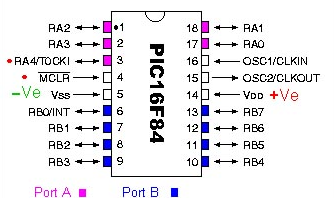 RA2 1 18 RA1
RA3 2 17 RA0
RA4/TOCKI 3 16 OSC1/CLKIN
MCLR 4 15 OSC2/CLKOUT
-Ve Vss 5 14 VDD +Ve
RB0/INT 6 13 RB7
RB1 7 12 RB6
RB2 8 11 RB5
RB3 9 10 RB4
PIC16F84
Port A Port B